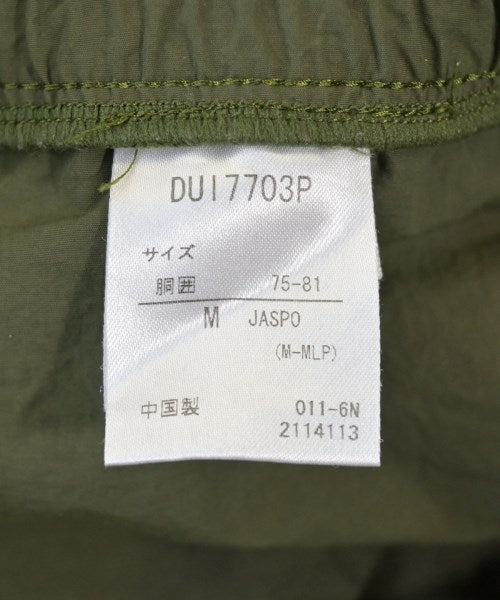 DUI7703P
サイズ
胴囲 75-81
M JASPO
(M-MLP)
中国製 011-6N
2114113